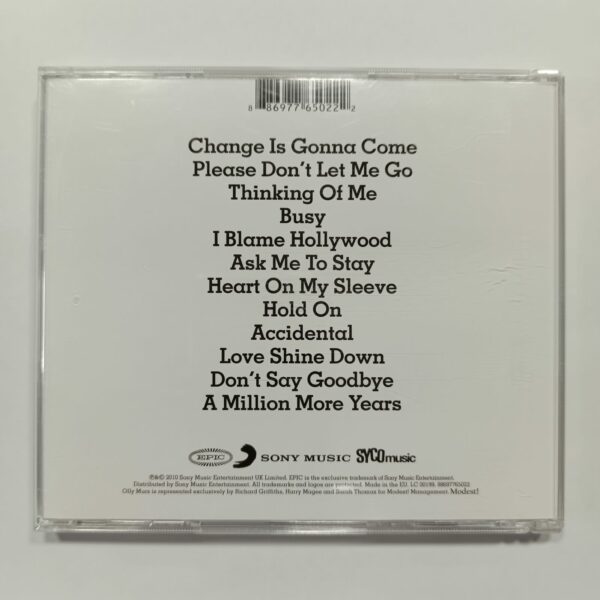 8 86977 65022 2
Change Is Gonna Come
Please Don't Let Me Go
Thinking Of Me
Busy
I Blame Hollywood
Ask Me To Stay
Heart On My Sleeve
Hold On
Accidental
Love Shine Down
Don't Say Goodbye
A Million More Years
EPIC SONY MUSIC SYCOmusic
℗&© 2010 Sony Music Entertainment UK Limited. EPIC is the exclusive trademark of Sony Music Entertainment.
Distributed by Sony Music Entertainment. All trademarks and logos are protected. Made in the EU. LC 00199. 88697765022
Olly Murs is represented exclusively by Richard Griffiths, Harry Magee and Sarah Thomas for Modest! Management. Modest!